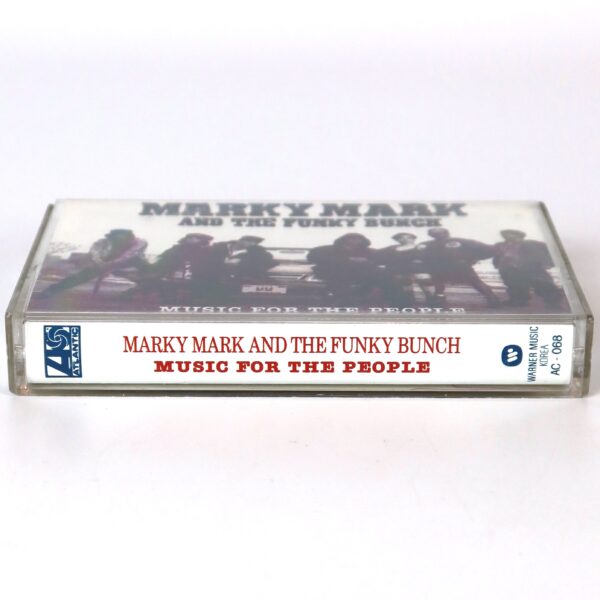 MARKY MARK
AND THE FUNKY BUNCH
MM
MUSIC FOR THE PEOPLE
ATLANTIC
MARKY MARK AND THE FUNKY BUNCH
MUSIC FOR THE PEOPLE
WARNER MUSIC
KOREA
AC - 068